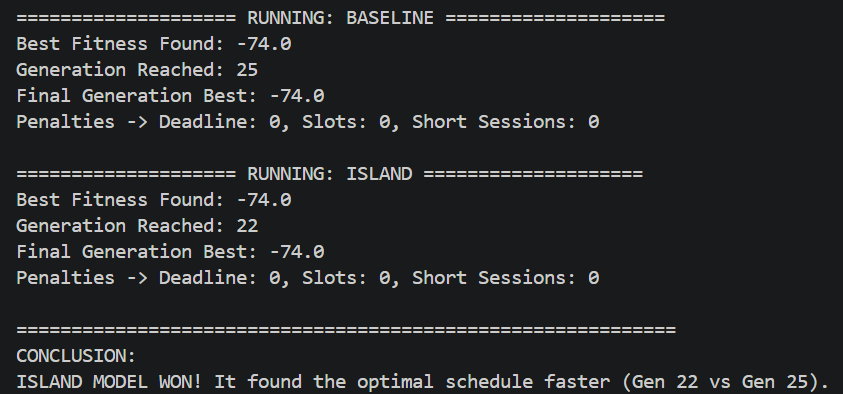 ==================== RUNNING: BASELINE ====================
Best Fitness Found: -74.0
Generation Reached: 25
Final Generation Best: -74.0
Penalties -> Deadline: 0, Slots: 0, Short Sessions: 0
==================== RUNNING: ISLAND ====================
Best Fitness Found: -74.0
Generation Reached: 22
Final Generation Best: -74.0
Penalties -> Deadline: 0, Slots: 0, Short Sessions: 0
============================================================
CONCLUSION:
ISLAND MODEL WON! It found the optimal schedule faster (Gen 22 vs Gen 25).